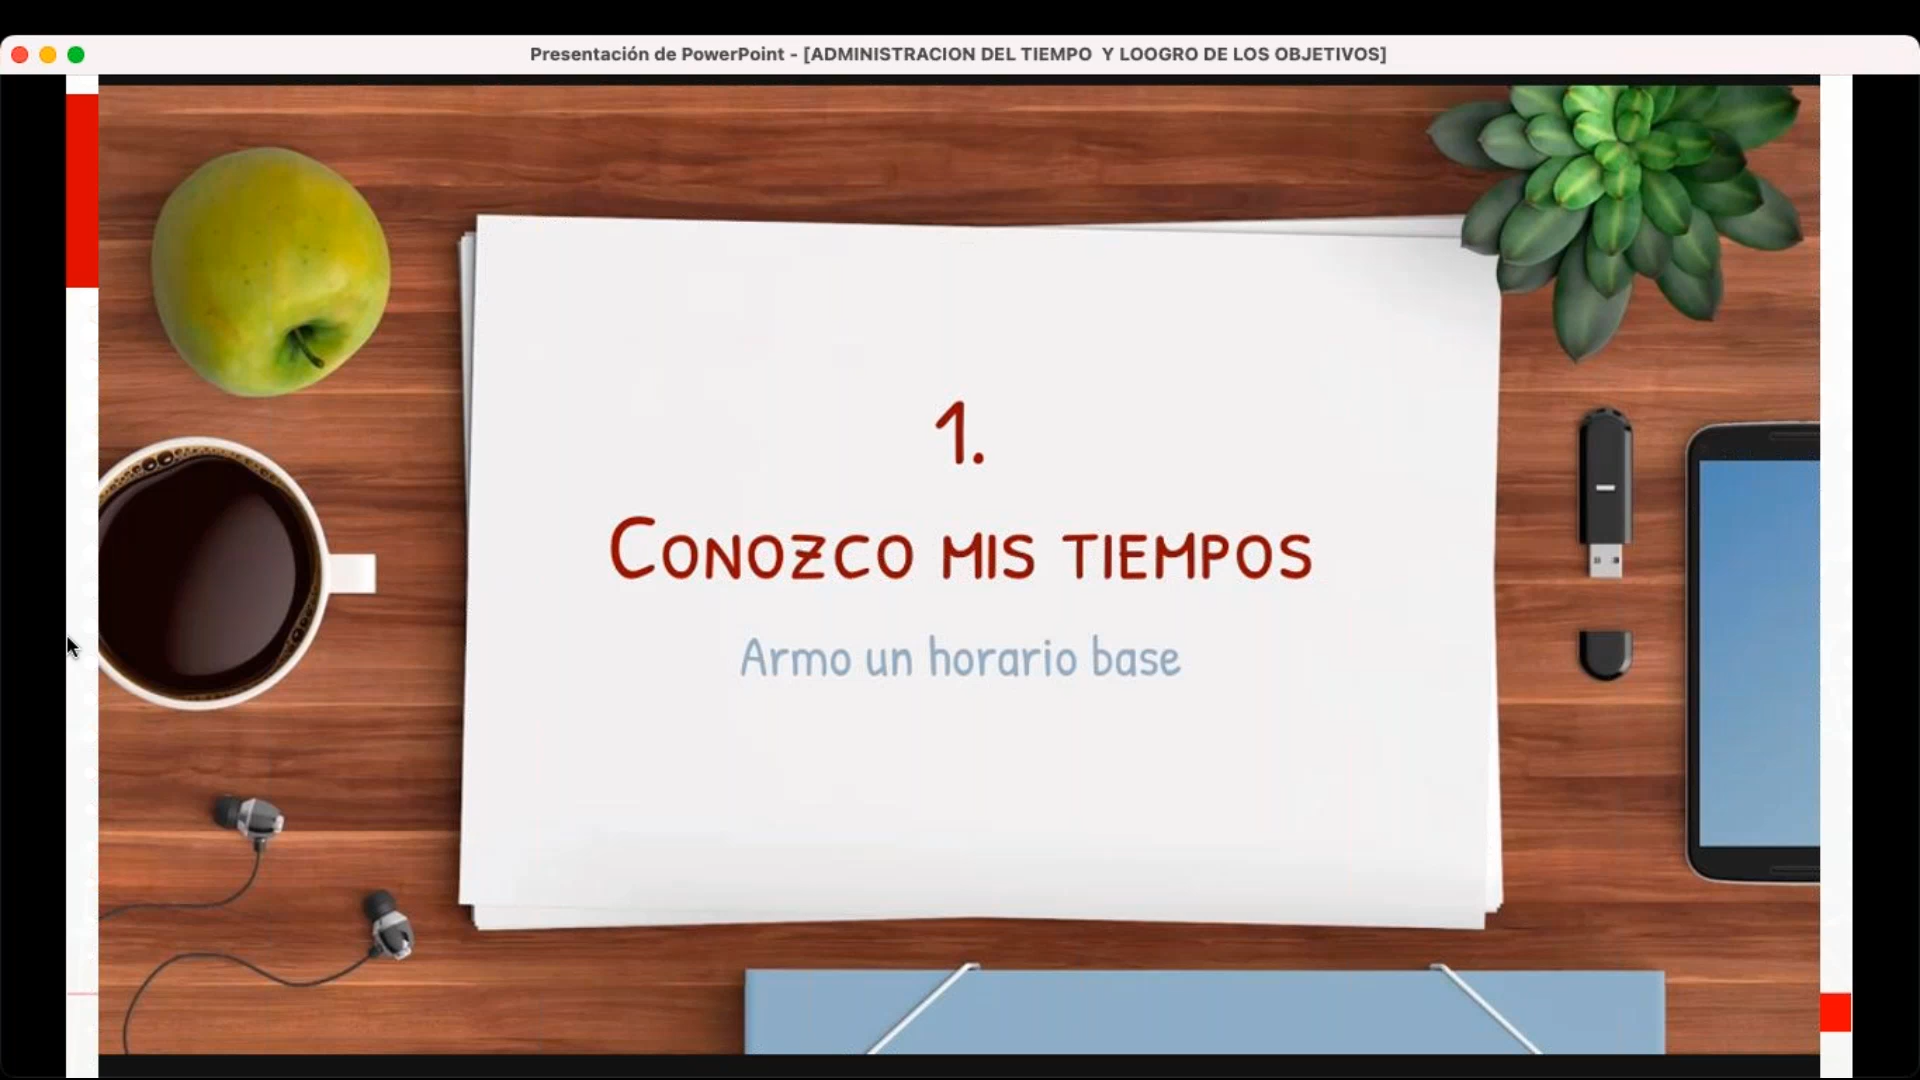 Presentación de PowerPoint - [ADMINISTRACION DEL TIEMPO  Y LOOGRO DE LOS OBJETIVOS]
1.
Conozco mis tiempos
Armo un horario base